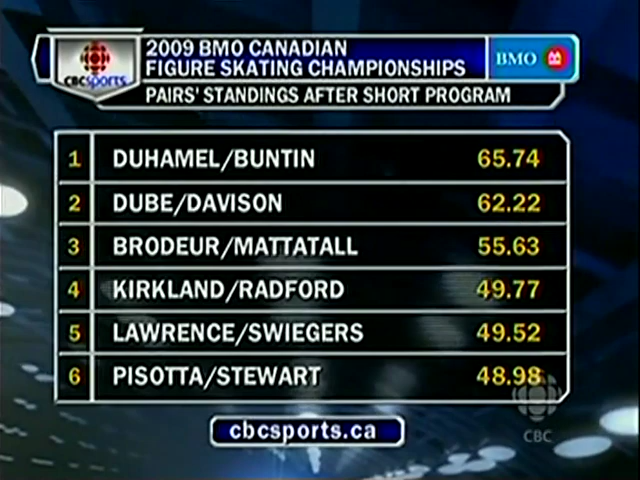 2009 BMO CANADIAN
FIGURE SKATING CHAMPIONSHIPS
cbcsports
BMO
PAIRS' STANDINGS AFTER SHORT PROGRAM
1 DUHAMEL/BUNTIN 65.74
2 DUBE/DAVISON 62.22
3 BRODEUR/MATTATALL 55.63
4 KIRKLAND/RADFORD 49.77
5 LAWRENCE/SWIEGERS 49.52
6 PISOTTA/STEWART 48.98
cbcsports.ca
CBC